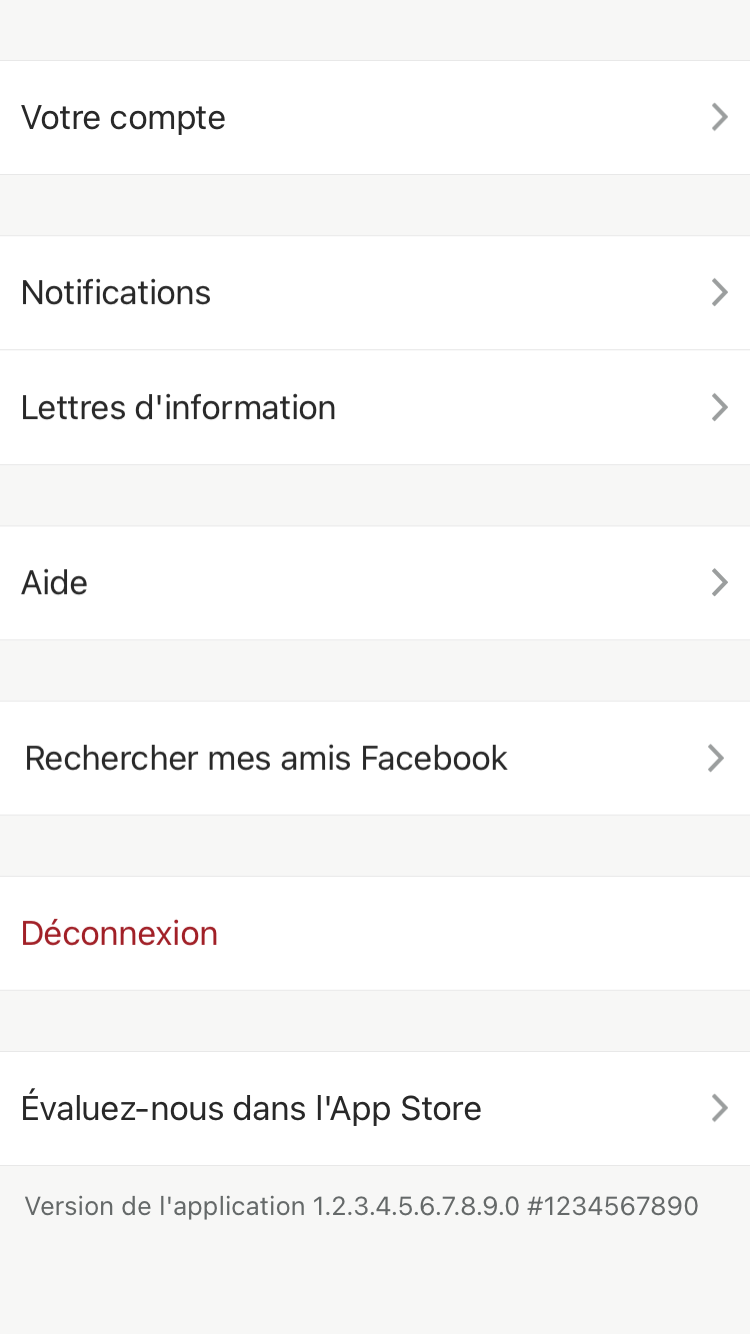 Votre compte
Notifications
Lettres d'information
Aide
Rechercher mes amis Facebook
Déconnexion
Évaluez-nous dans l'App Store
Version de l'application 1.2.3.4.5.6.7.8.9.0 #1234567890